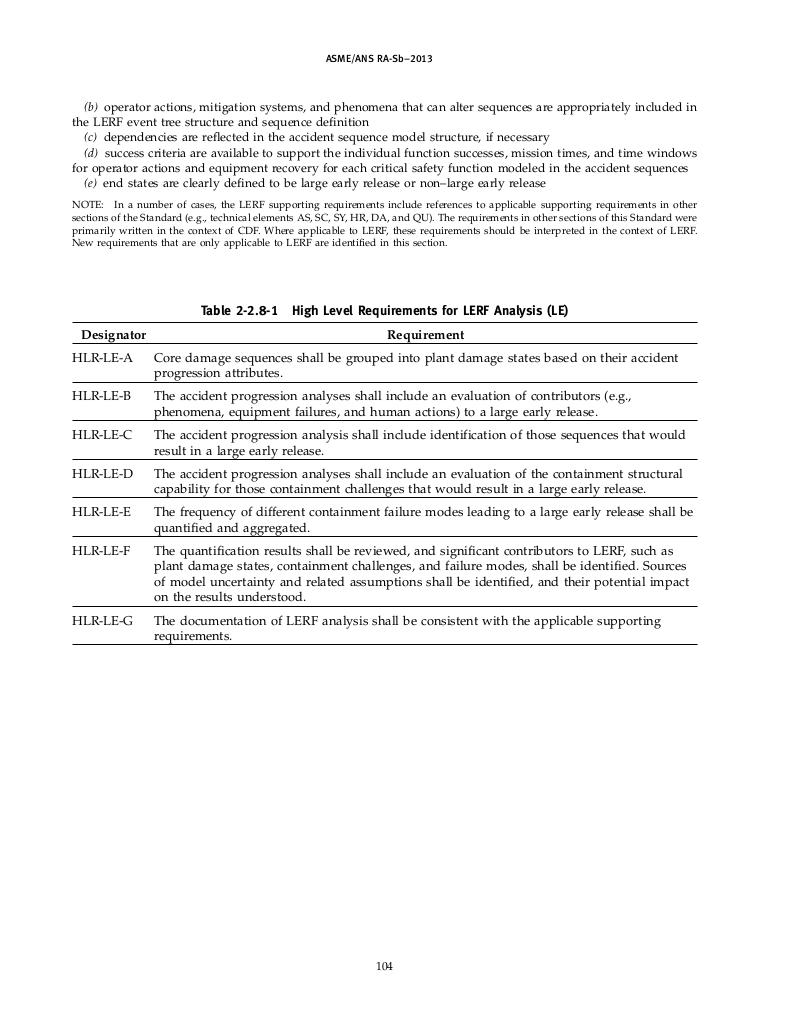 ASME/ANS RA-Sb–2013
(b) operator actions, mitigation systems, and phenomena that can alter sequences are appropriately included in
the LERF event tree structure and sequence definition
(c) dependencies are reflected in the accident sequence model structure, if necessary
(d) success criteria are available to support the individual function successes, mission times, and time windows
for operator actions and equipment recovery for each critical safety function modeled in the accident sequences
(e) end states are clearly defined to be large early release or non–large early release
NOTE: In a number of cases, the LERF supporting requirements include references to applicable supporting requirements in other
sections of the Standard (e.g., technical elements AS, SC, SY, HR, DA, and QU). The requirements in other sections of this Standard were
primarily written in the context of CDF. Where applicable to LERF, these requirements should be interpreted in the context of LERF.
New requirements that are only applicable to LERF are identified in this section.
Table 2-2.8-1 High Level Requirements for LERF Analysis (LE)
Designator Requirement
HLR-LE-A Core damage sequences shall be grouped into plant damage states based on their accident
progression attributes.
HLR-LE-B The accident progression analyses shall include an evaluation of contributors (e.g.,
phenomena, equipment failures, and human actions) to a large early release.
HLR-LE-C The accident progression analysis shall include identification of those sequences that would
result in a large early release.
HLR-LE-D The accident progression analyses shall include an evaluation of the containment structural
capability for those containment challenges that would result in a large early release.
HLR-LE-E The frequency of different containment failure modes leading to a large early release shall be
quantified and aggregated.
HLR-LE-F The quantification results shall be reviewed, and significant contributors to LERF, such as
plant damage states, containment challenges, and failure modes, shall be identified. Sources
of model uncertainty and related assumptions shall be identified, and their potential impact
on the results understood.
HLR-LE-G The documentation of LERF analysis shall be consistent with the applicable supporting
requirements.
104